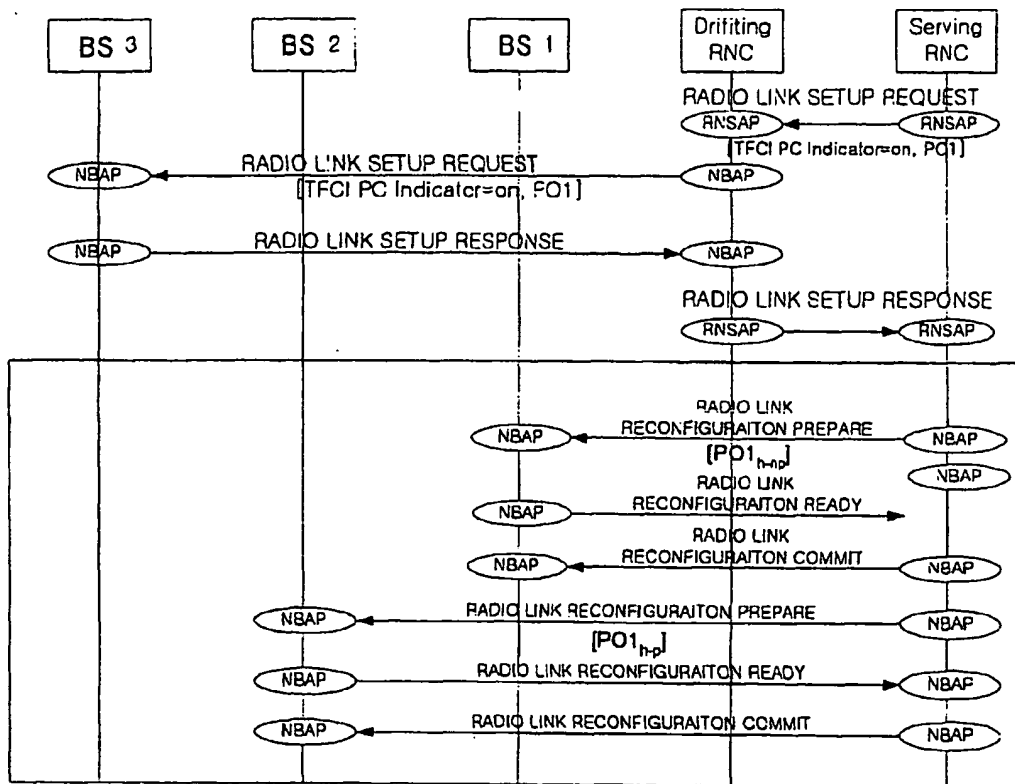 BS 3
BS 2
BS 1
Drifiting
RNC
Serving
RNC
RADIO LINK SETUP REQUEST
RNSAP
RNSAP
[TFCI PC Indicator=on, PO1]
RADIO LINK SETUP REQUEST
NBAP
NBAP
[TFCI PC Indicator=on, PO1]
RADIO LINK SETUP RESPONSE
NBAP
NBAP
RADIO LINK SETUP RESPONSE
RNSAP
RNSAP
RADIO LINK
RECONFIGURAITON PREPARE
NBAP
NBAP
[PO1h-np]
NBAP
RADIO LINK
RECONFIGURAITON READY
NBAP
RADIO LINK
RECONFIGURAITON COMMIT
NBAP
NBAP
RADIO LINK RECONFIGURAITON PREPARE
NBAP
NBAP
[PO1h-p]
RADIO LINK RECONFIGURAITON READY
NBAP
NBAP
RADIO LINK RECONFIGURAITON COMMIT
NBAP
NBAP